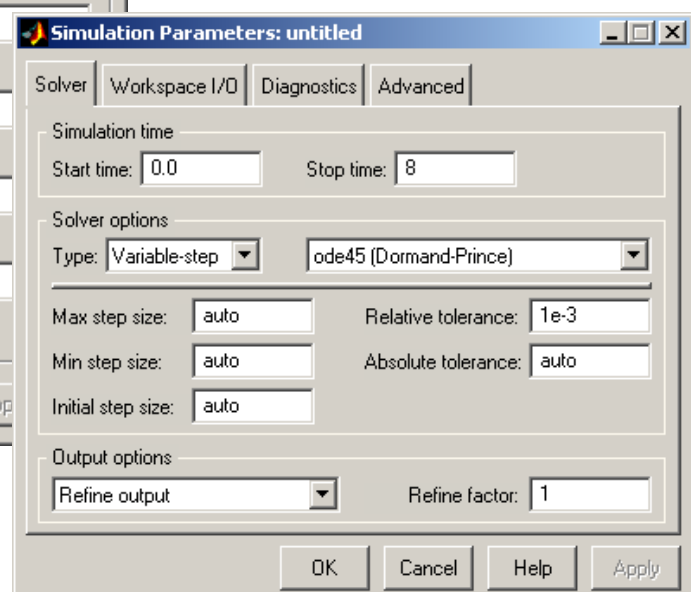 Simulation Parameters: untitled
Solver Workspace I/O Diagnostics Advanced
Simulation time
Start time: 0.0 Stop time: 8
Solver options
Type: Variable-step ode45 (Dormand-Prince)
Max step size: auto Relative tolerance: 1e-3
Min step size: auto Absolute tolerance: auto
Initial step size: auto
Output options
Refine output Refine factor: 1
OK Cancel Help Apply